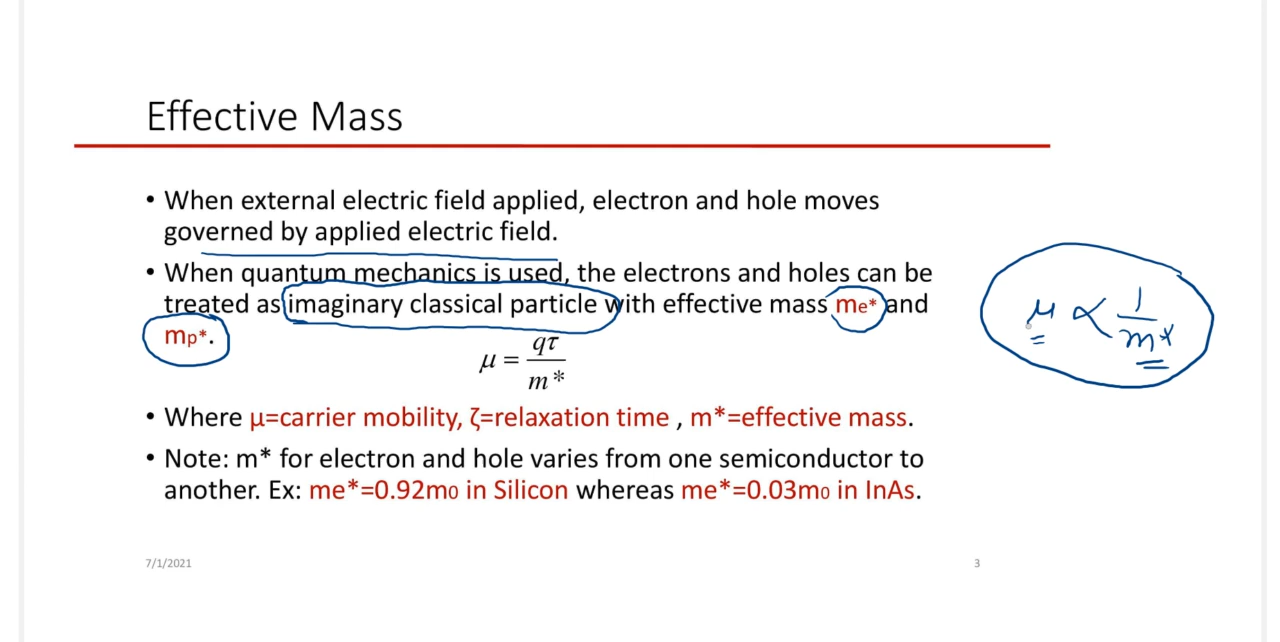 Effective Mass
• When external electric field applied, electron and hole moves
governed by applied electric field.
• When quantum mechanics is used, the electrons and holes can be
treated as imaginary classical particle with effective mass me* and
mp*.
μ = qτ / m*
μ ∝ 1 / m*
• Where μ=carrier mobility, ζ=relaxation time , m*=effective mass.
• Note: m* for electron and hole varies from one semiconductor to
another. Ex: me*=0.92m0 in Silicon whereas me*=0.03m0 in InAs.
7/1/2021
3